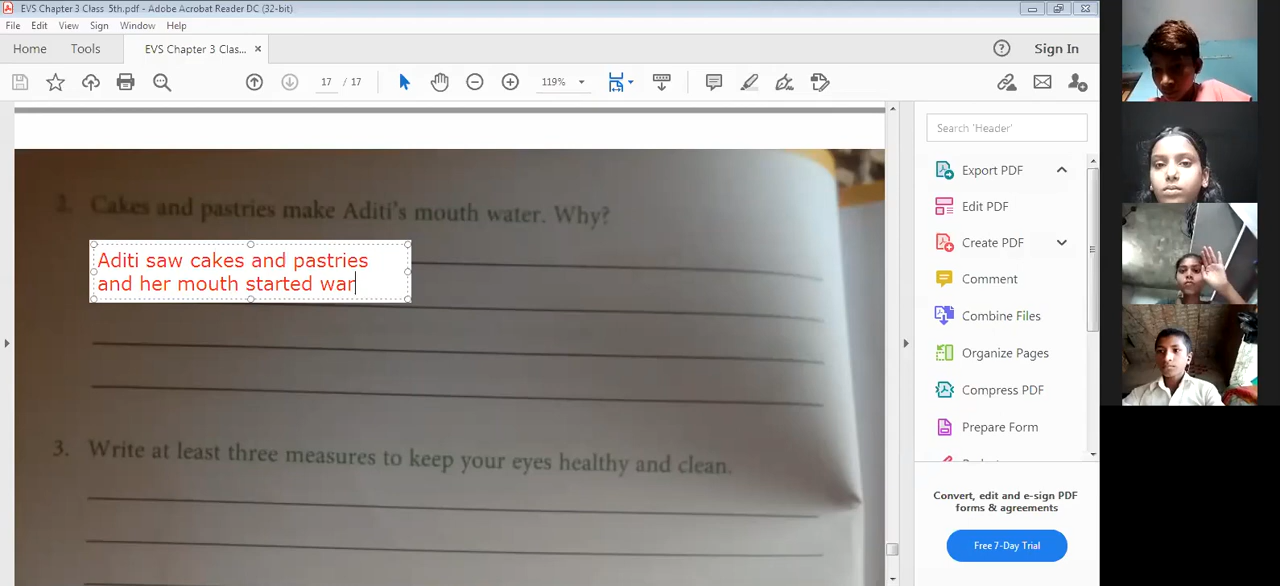 EVS Chapter 3 Class 5th.pdf - Adobe Acrobat Reader DC (32-bit)
File Edit View Sign Window Help
Home Tools EVS Chapter 3 Clas... × Sign In
17 / 17 119%
Search 'Header'
Export PDF
Edit PDF
Create PDF
Comment
Combine Files
Organize Pages
Compress PDF
Prepare Form
Convert, edit and e-sign PDF
forms & agreements
Free 7-Day Trial
2. Cakes and pastries make Aditi's mouth water. Why?
Aditi saw cakes and pastries
and her mouth started war
3. Write at least three measures to keep your eyes healthy and clean.